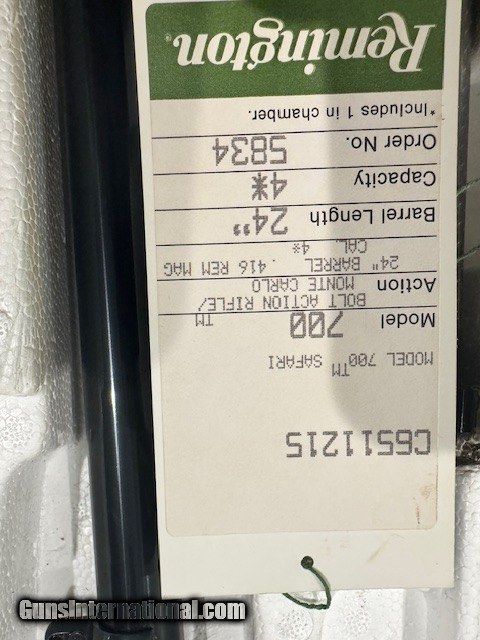 C6511215
MODEL 700™ SAFARI
Model 700 ™
Action BOLT ACTION RIFLE/
MONTE CARLO
24" BARREL .416 REM MAG
CAL. 4*
Barrel Length 24"
Capacity 4*
Order No. 5834
*Includes 1 in chamber.
Remington®
GunsInternational.com